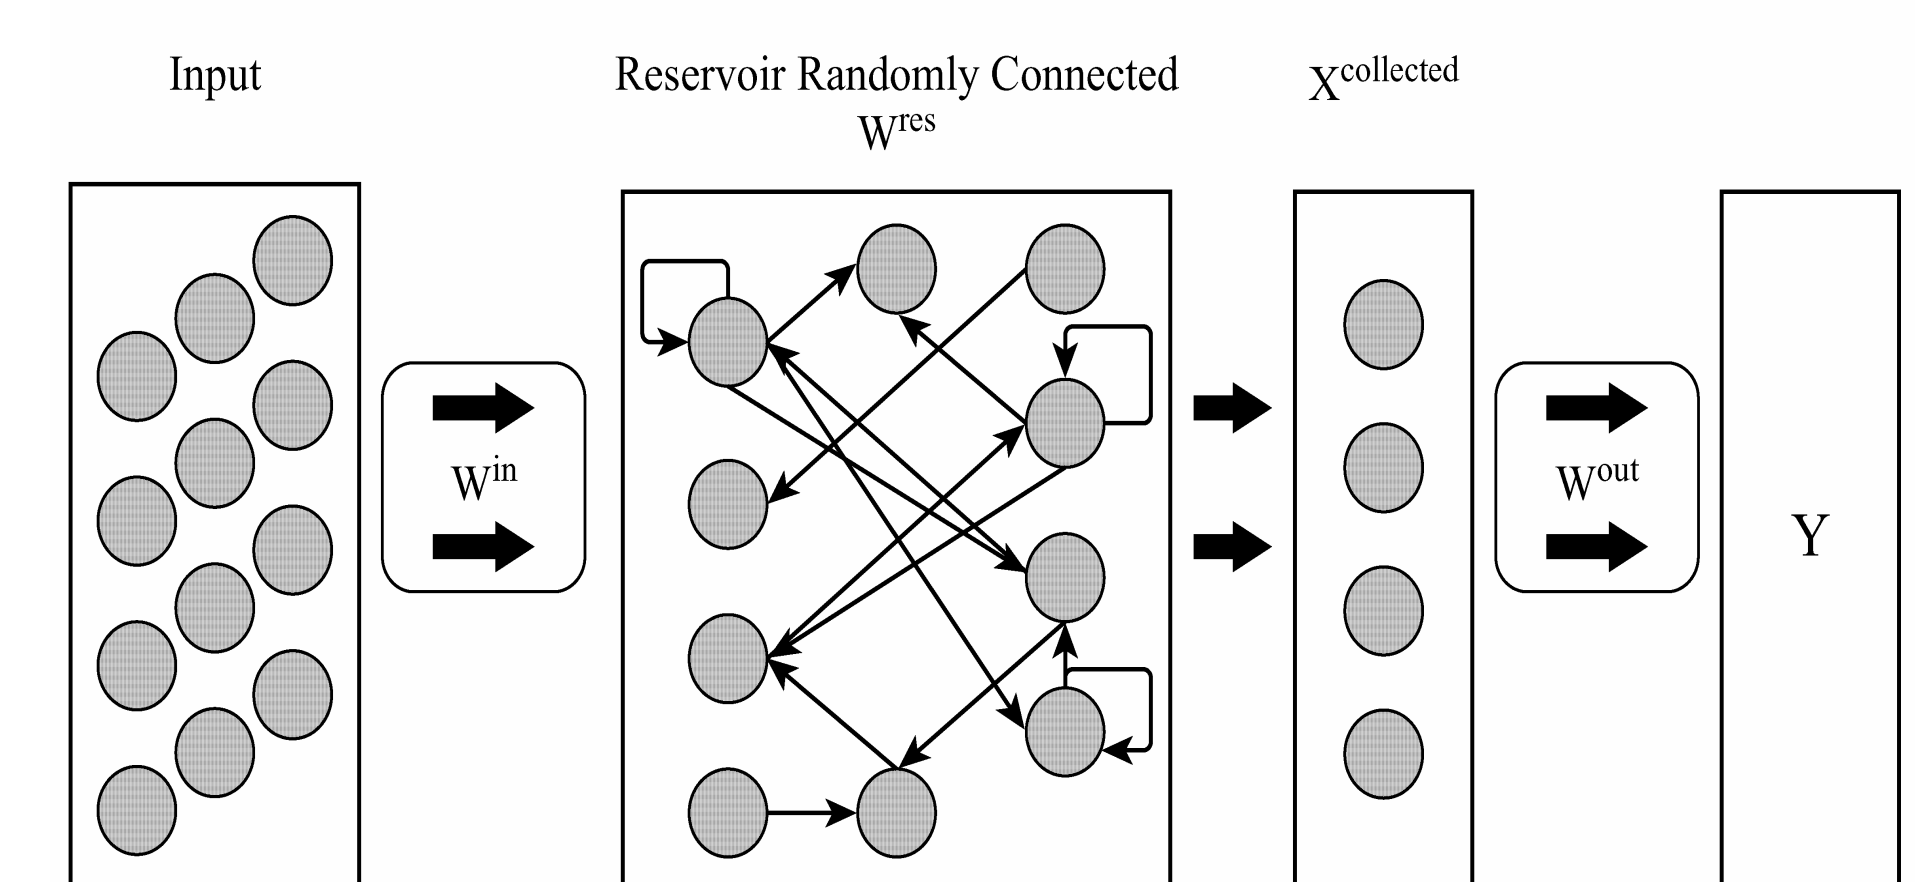 Input
Reservoir Randomly Connected
W^res
X^collected
W^in
W^out
Y